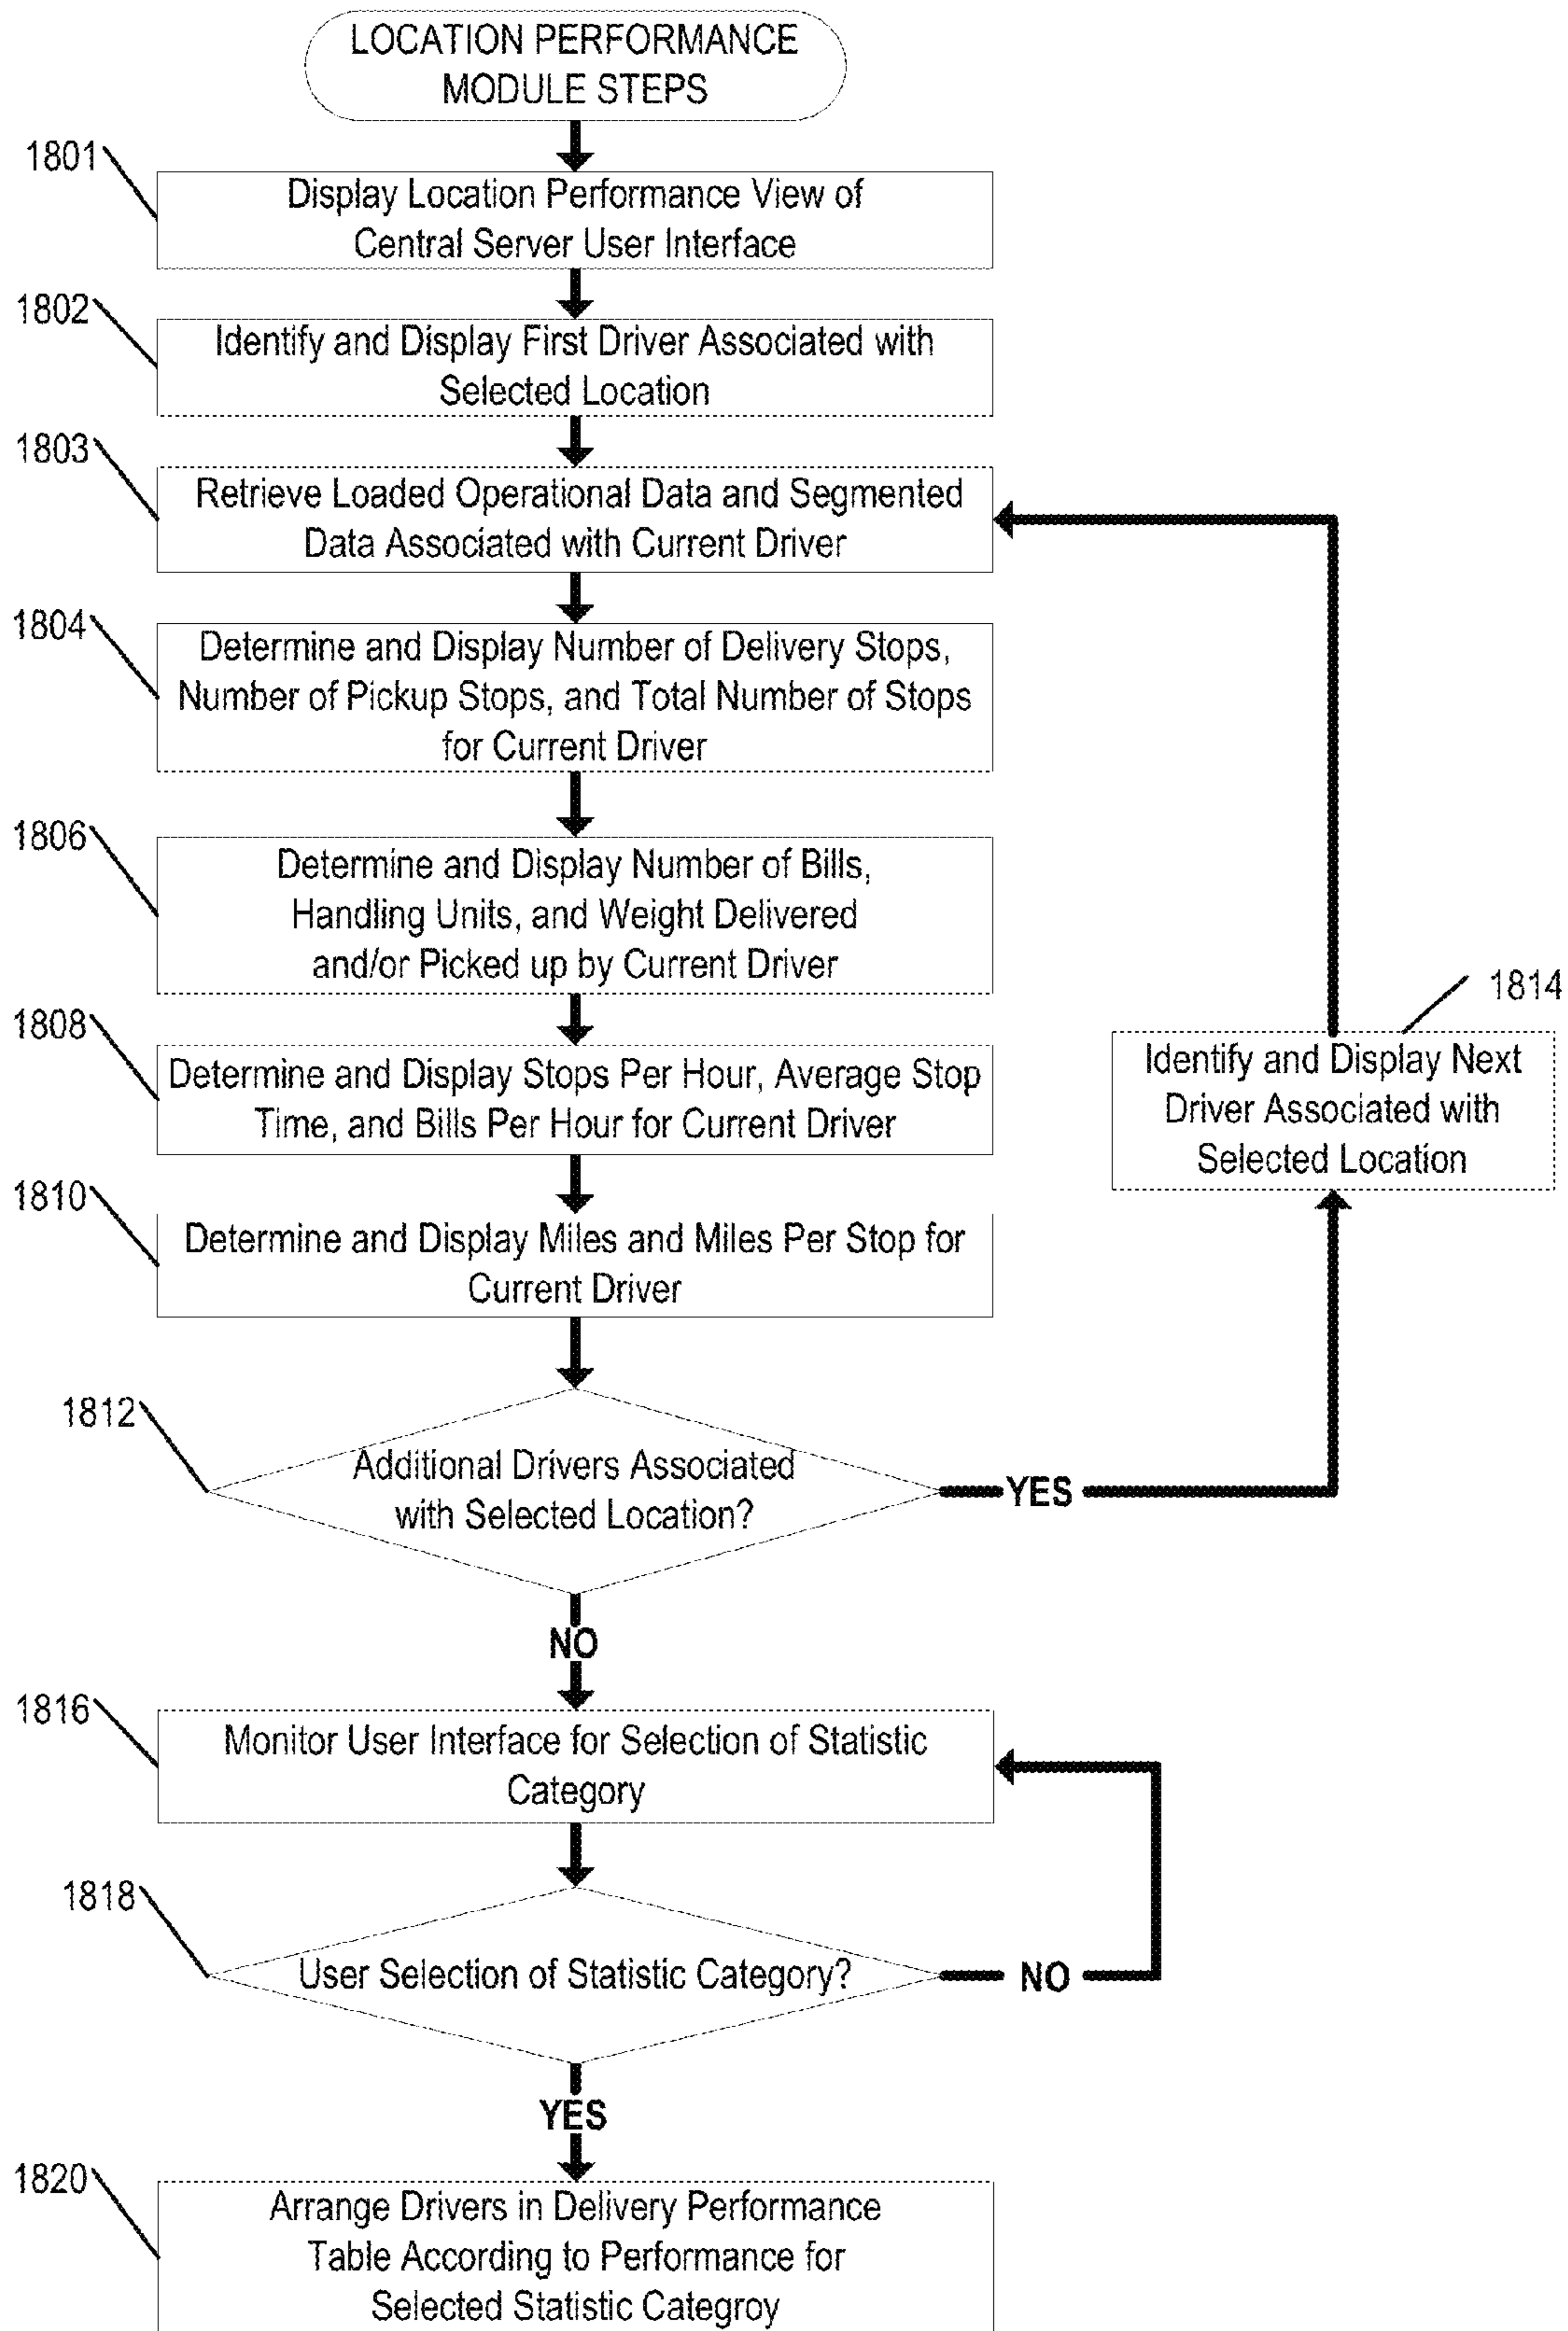 LOCATION PERFORMANCE
MODULE STEPS
1801
Display Location Performance View of
Central Server User Interface
1802
Identify and Display First Driver Associated with
Selected Location
1803
Retrieve Loaded Operational Data and Segmented
Data Associated with Current Driver
1804
Determine and Display Number of Delivery Stops,
Number of Pickup Stops, and Total Number of Stops
for Current Driver
1806
Determine and Display Number of Bills,
Handling Units, and Weight Delivered
and/or Picked up by Current Driver
1808
Determine and Display Stops Per Hour, Average Stop
Time, and Bills Per Hour for Current Driver
1814
Identify and Display Next
Driver Associated with
Selected Location
1810
Determine and Display Miles and Miles Per Stop for
Current Driver
1812
Additional Drivers Associated
with Selected Location?
YES
NO
1816
Monitor User Interface for Selection of Statistic
Category
1818
User Selection of Statistic Category?
NO
YES
1820
Arrange Drivers in Delivery Performance
Table According to Performance for
Selected Statistic Categroy